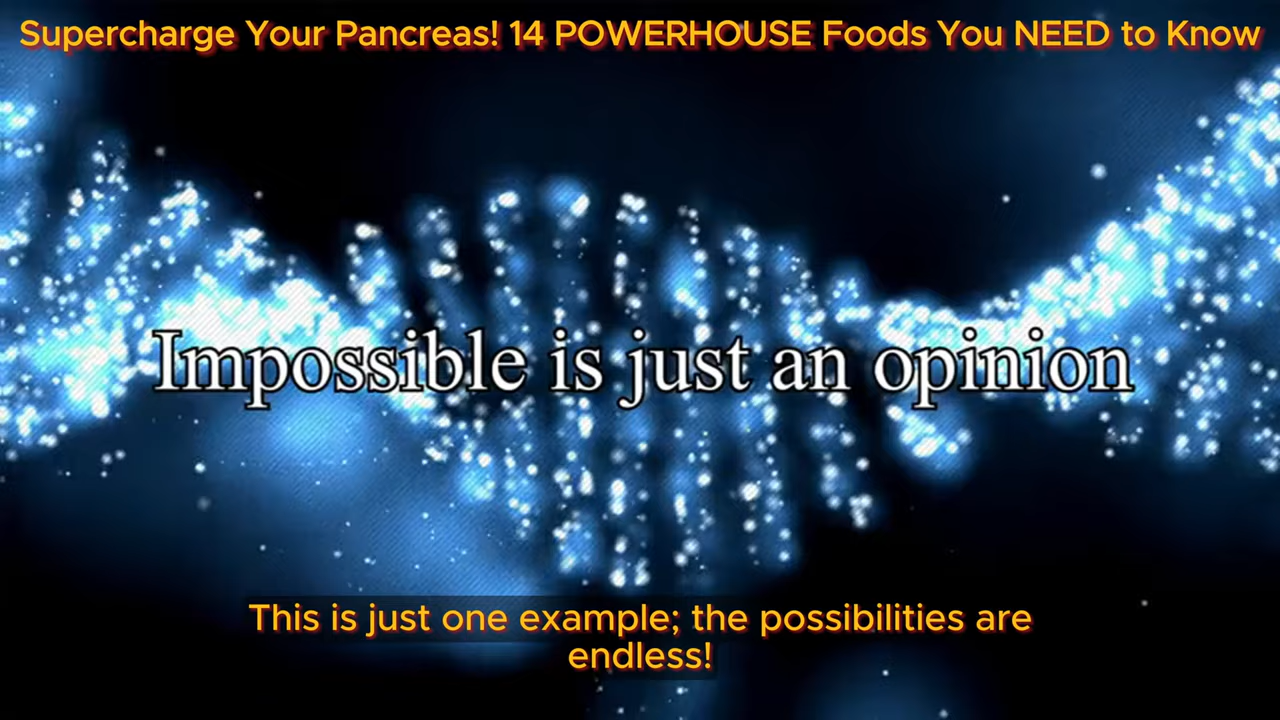 Supercharge Your Pancreas! 14 POWERHOUSE Foods You NEED to Know
Impossible is just an opinion
This is just one example; the possibilities are
endless!